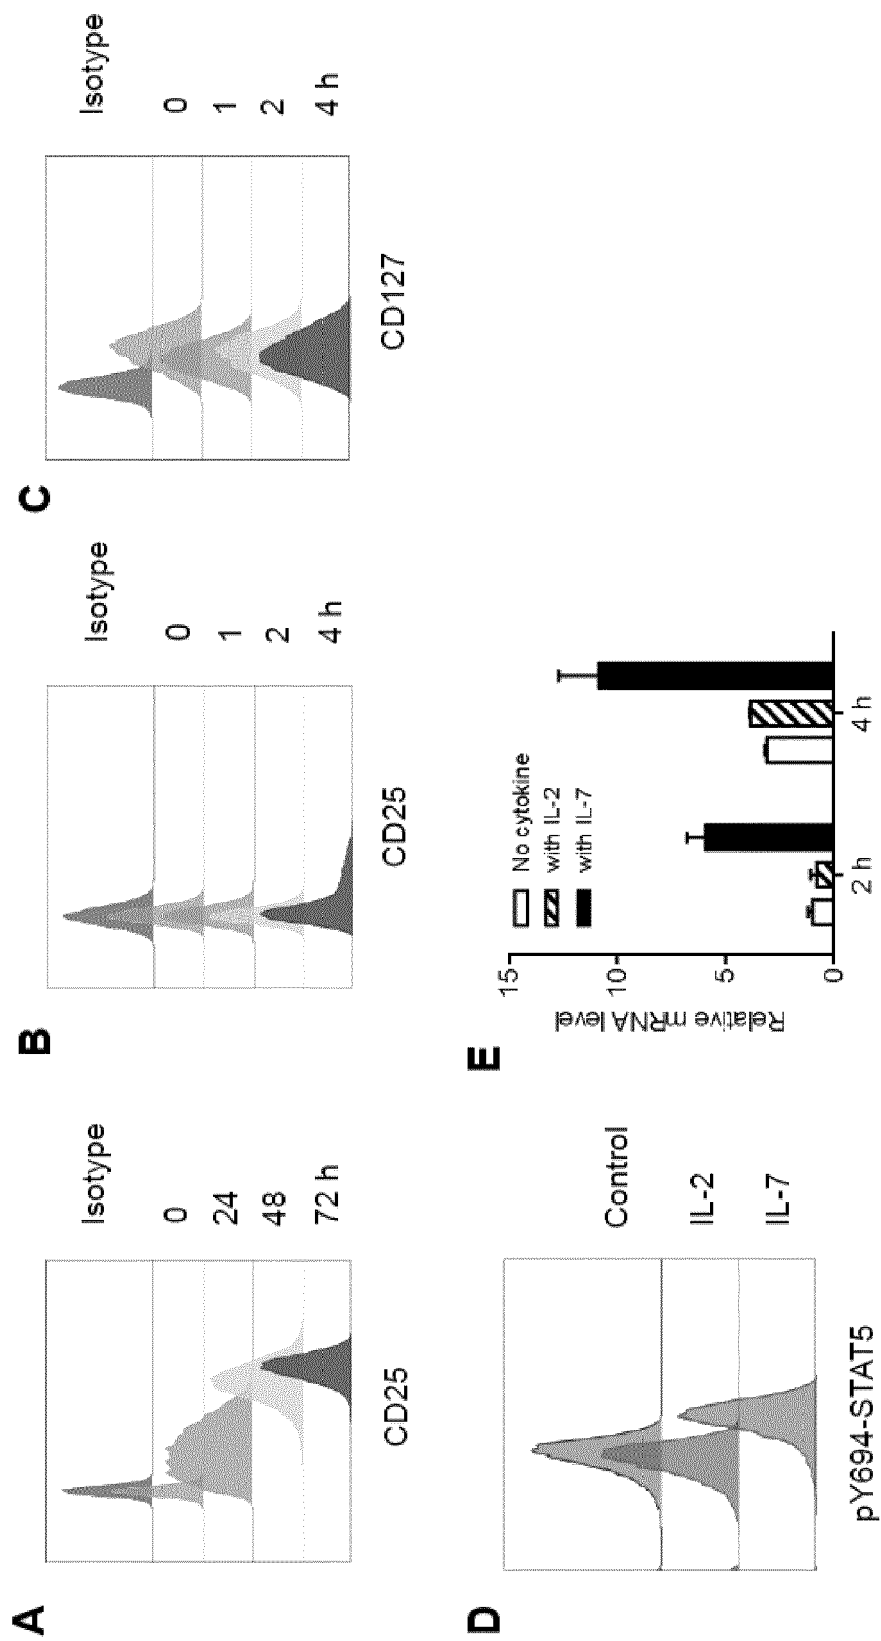 A
Isotype
0
24
48
72 h
CD25
B
Isotype
0
1
2
4 h
CD25
C
Isotype
0
1
2
4 h
CD127
D
Control
IL-2
IL-7
pY694-STAT5
E
Relative mRNA level
15
10
5
0
No cytokine
with IL-2
with IL-7
2 h
4 h